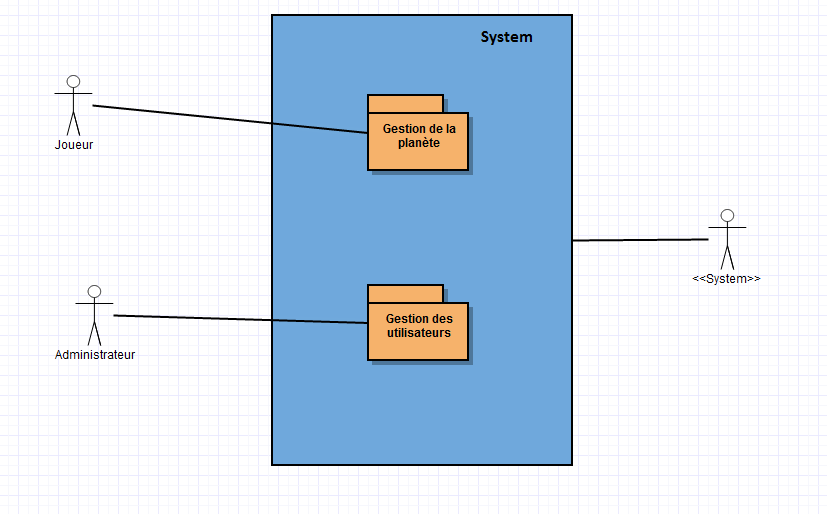 System
Joueur
Gestion de la
planète
<<System>>
Administrateur
Gestion des
utilisateurs